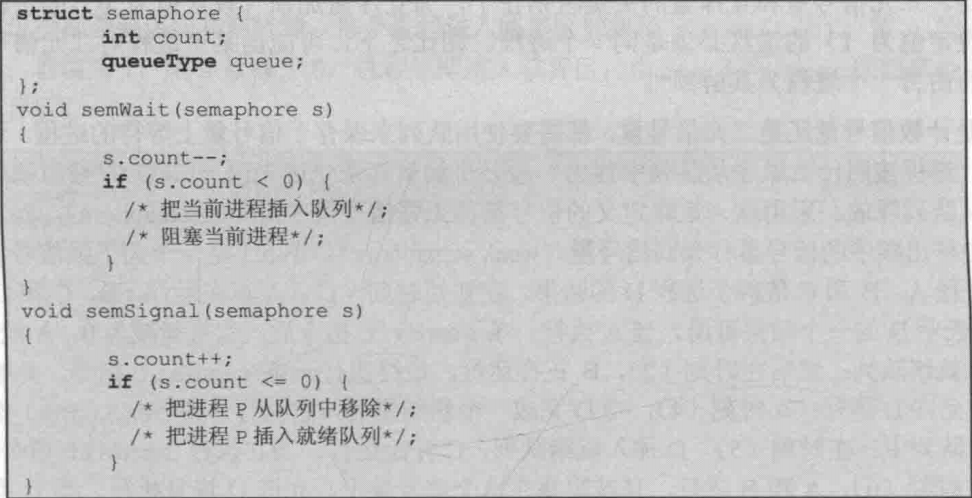 struct semaphore {
int count;
queueType queue;
};
void semWait(semaphore s)
{
s.count--;
if (s.count < 0) {
/* 把当前进程插入队列*/;
/* 阻塞当前进程*/;
}
}
void semSignal(semaphore s)
{
s.count++;
if (s.count <= 0) {
/* 把进程 P 从队列中移除*/;
/* 把进程 P 插入就绪队列*/;
}
}